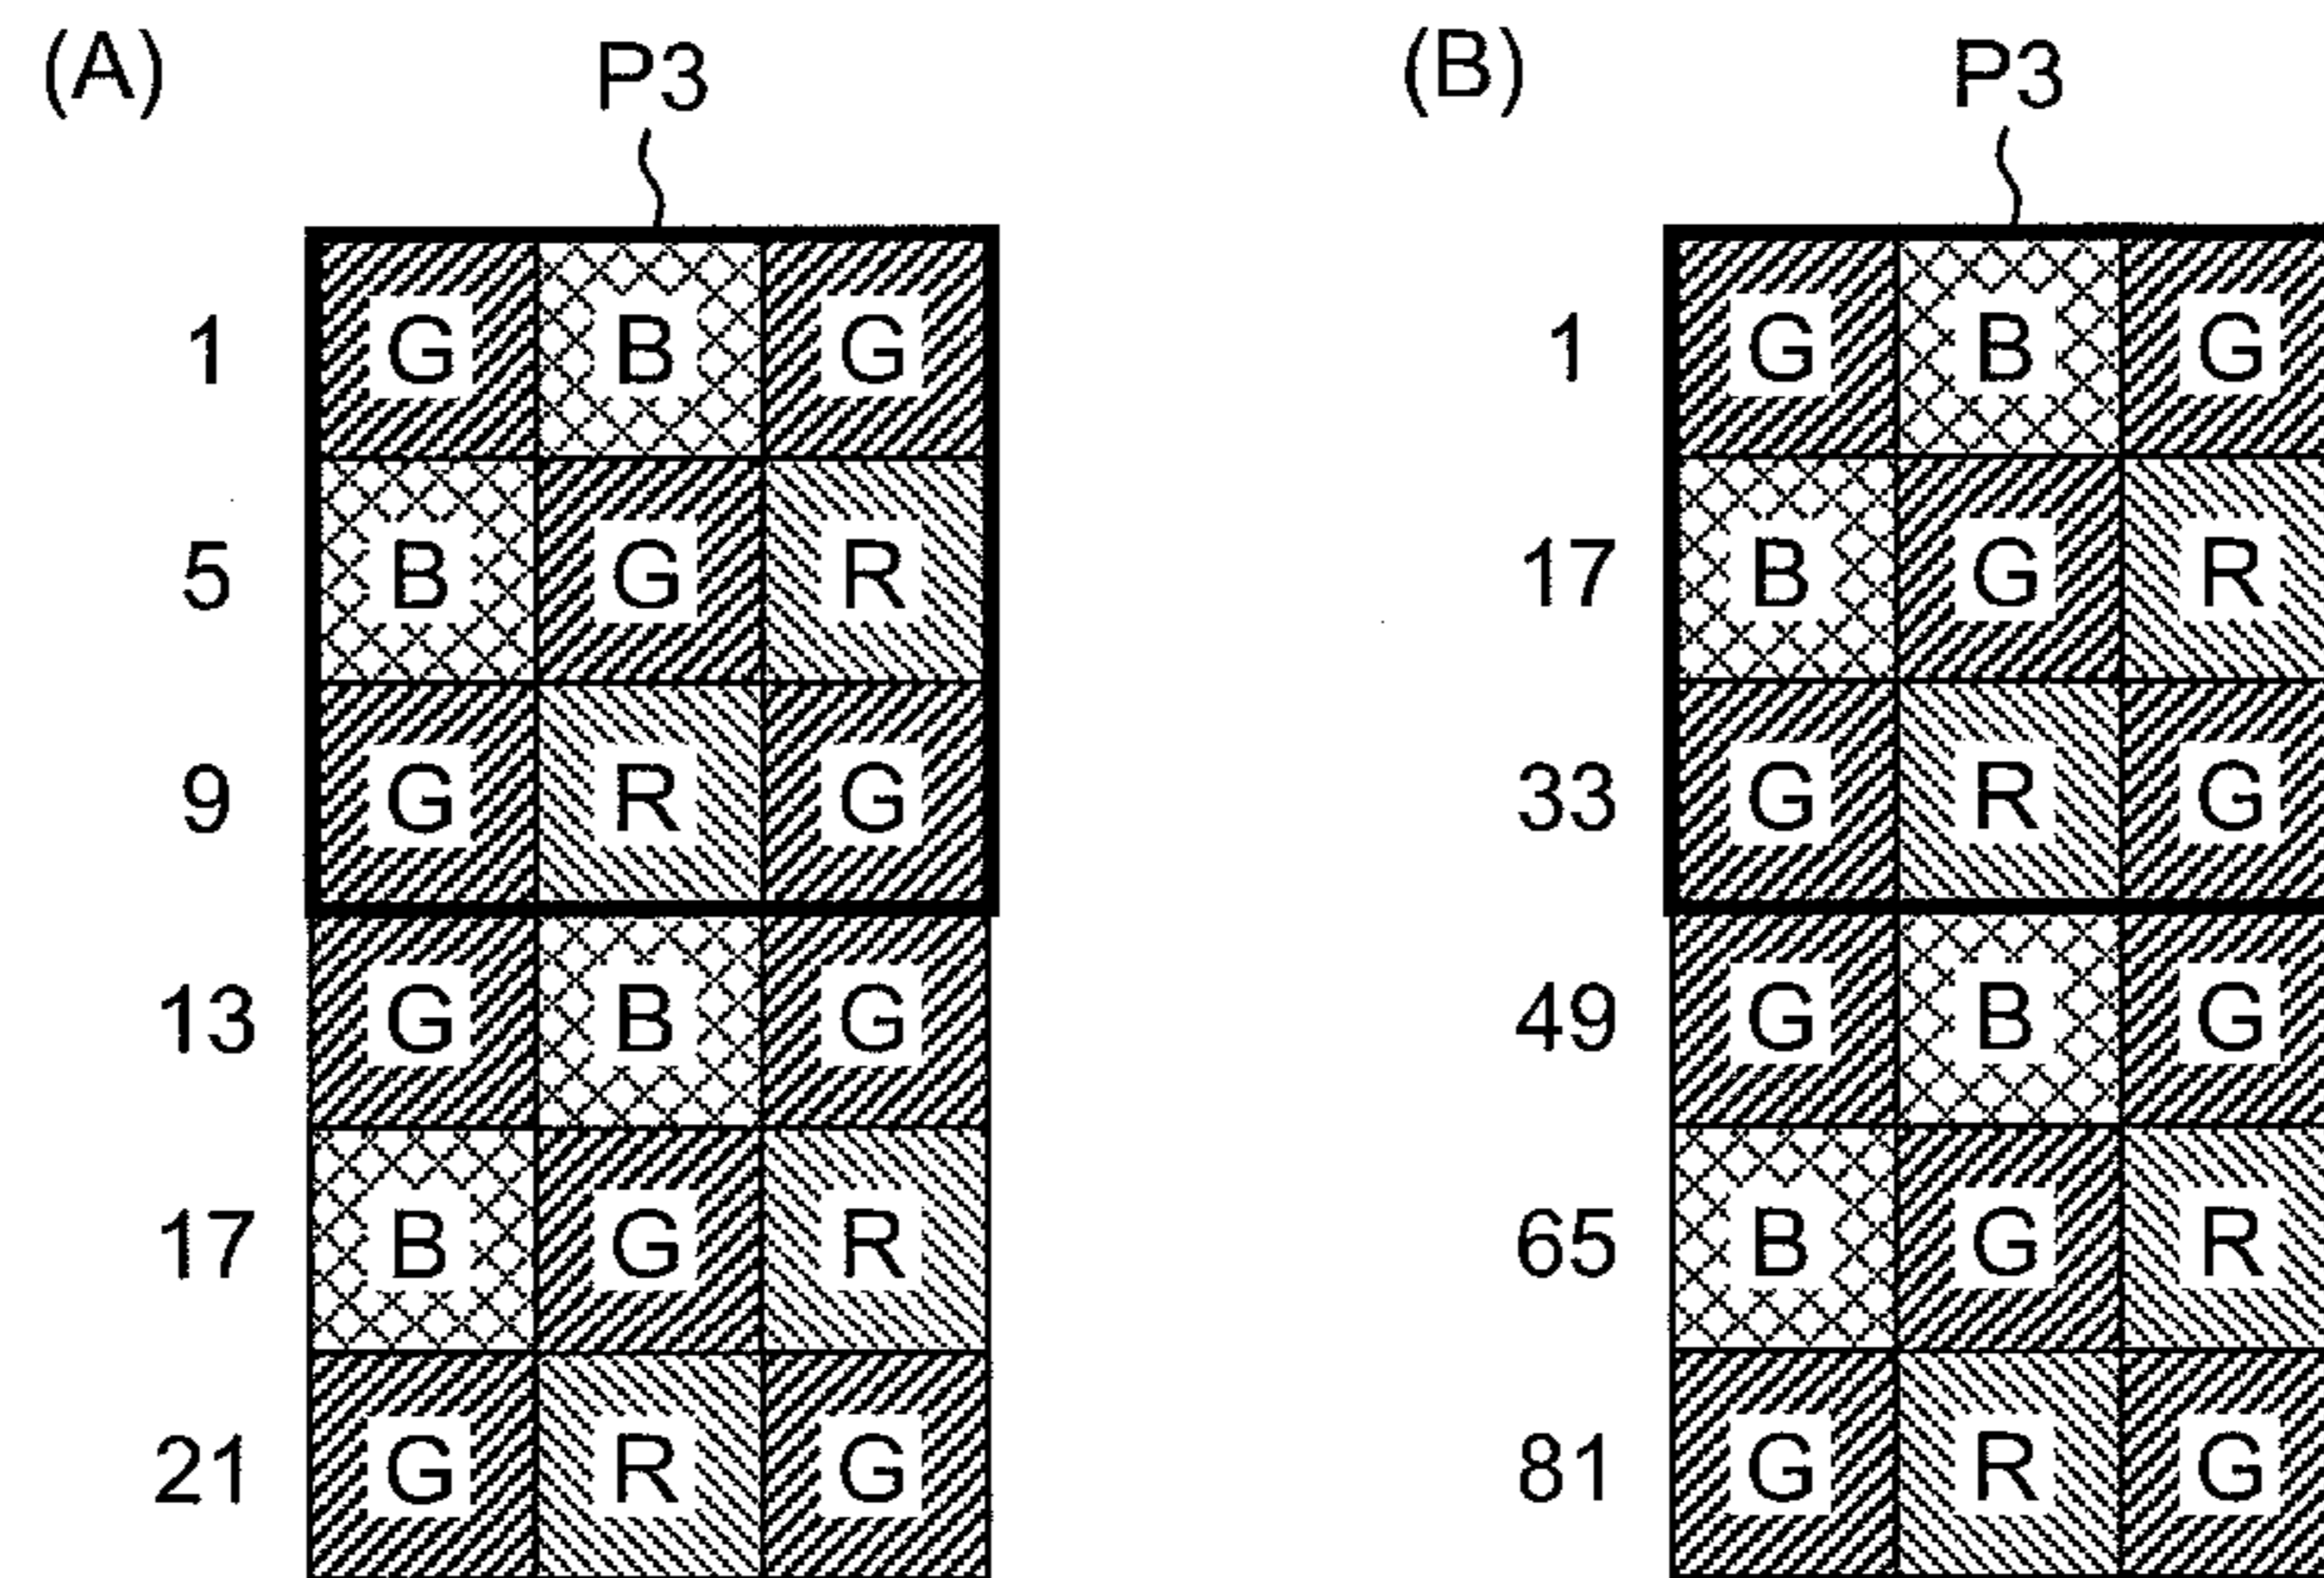 (A) P3 (B) P3
1 G B G 1 G B G
5 B G R 17 B G R
9 G R G 33 G R G
13 G B G 49 G B G
17 B G R 65 B G R
21 G R G 81 G R G